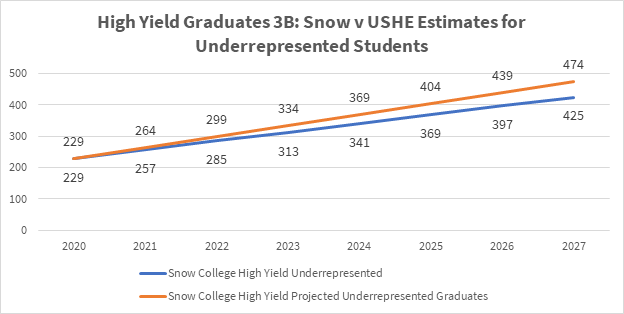 High Yield Graduates 3B: Snow v USHE Estimates for
Underrepresented Students
500
400
300
200
100
0
229 264 299 334 369 404 439 474
229 257 285 313 341 369 397 425
2020 2021 2022 2023 2024 2025 2026 2027
Snow College High Yield Underrepresented
Snow College High Yield Projected Underrepresented Graduates